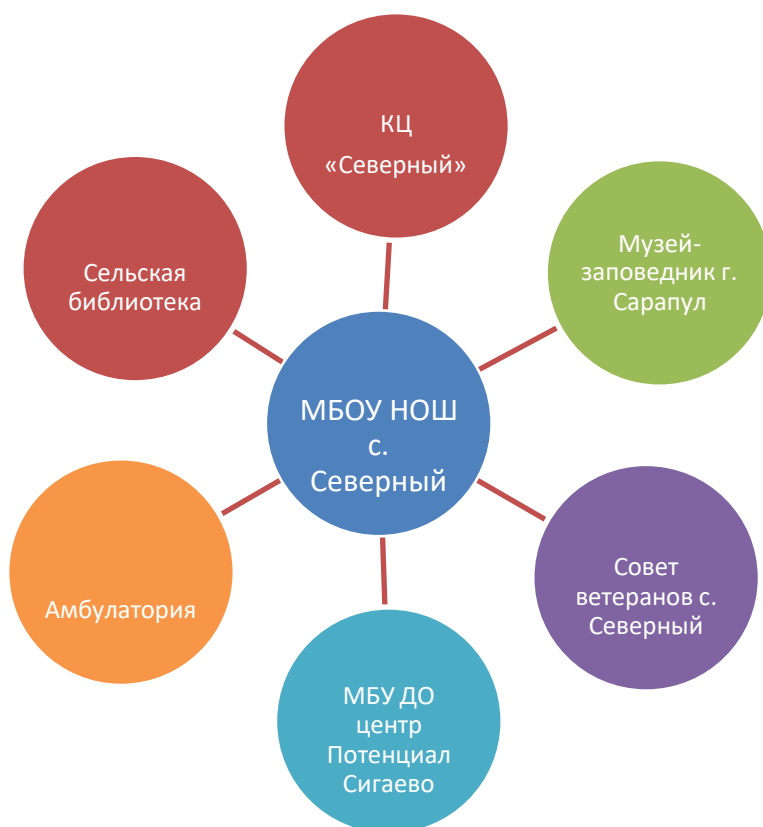 КЦ
«Северный»
Музей-
заповедник г.
Сарапул
Сельская
библиотека
МБОУ НОШ
с.
Северный
Совет
ветеранов с.
Северный
Амбулатория
МБУ ДО
центр
Потенциал
Сигаево